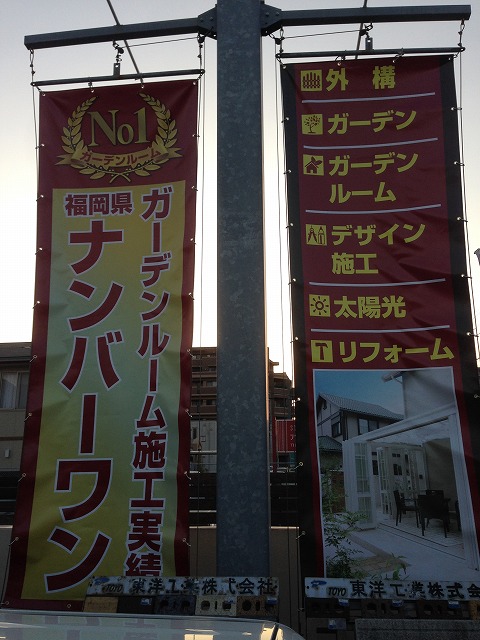 No1
ガーデンルーム
福岡県
ナンバーワン
ガーデンルーム施工実績
外構
ガーデン
ガーデン
ルーム
デザイン
施工
太陽光
リフォーム
TOYO 東洋工業株式会社
TOYO 東洋工業株式会